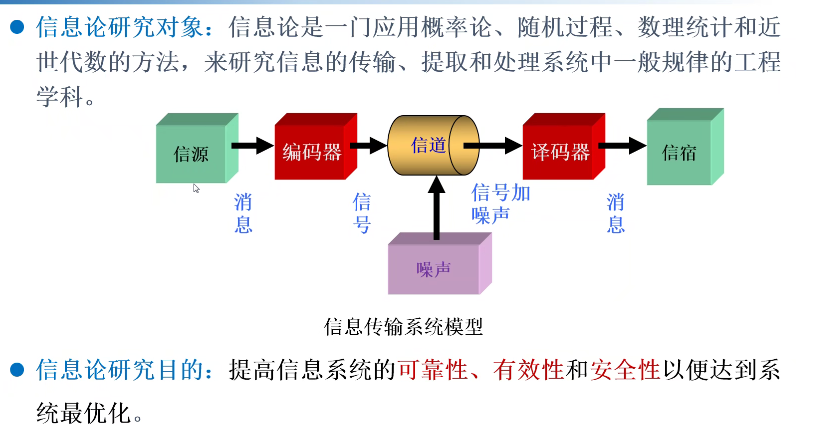 信息论研究对象：信息论是一门应用概率论、随机过程、数理统计和近
世代数的方法，来研究信息的传输、提取和处理系统中一般规律的工程
学科。
信源
编码器
信道
译码器
信宿
消
息
信
号
信号加
噪声
消
息
噪声
信息传输系统模型
信息论研究目的：提高信息系统的可靠性、有效性和安全性以便达到系
统最优化。